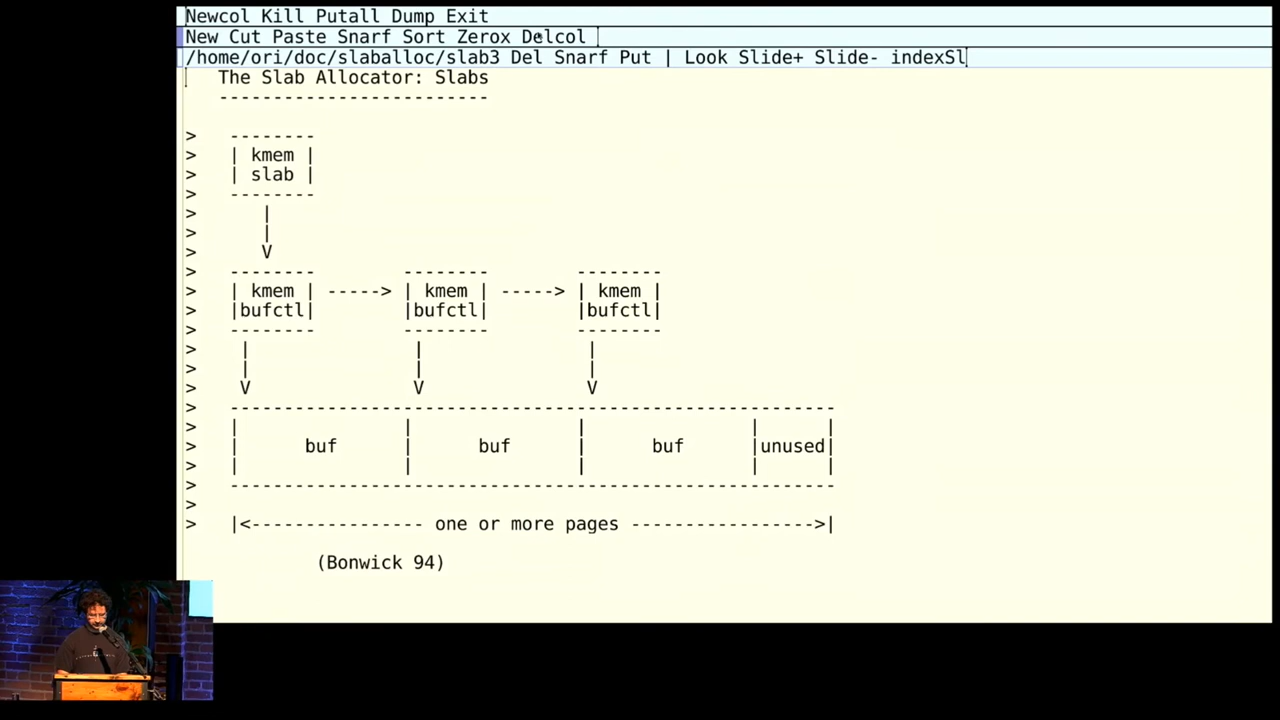 Newcol Kill Putall Dump Exit
New Cut Paste Snarf Sort Zerox Delcol
/home/ori/doc/slaballoc/slab3 Del Snarf Put | Look Slide+ Slide- indexSl
The Slab Allocator: Slabs
-------------------------
>    --------
>    | kmem |
>    | slab |
>    --------
>       |
>       |
>       V
>    --------        --------        --------
>    | kmem | -----> | kmem | -----> | kmem |
>    |bufctl|        |bufctl|        |bufctl|
>    --------        --------        --------
>     |               |               |
>     |               |               |
>     V               V               V
>    --------------------------------------------------------
>    |               |               |               |      |
>    |      buf      |      buf      |      buf      |unused|
>    |               |               |               |      |
>    --------------------------------------------------------
>
>    |<---------------- one or more pages ----------------->|
(Bonwick 94)